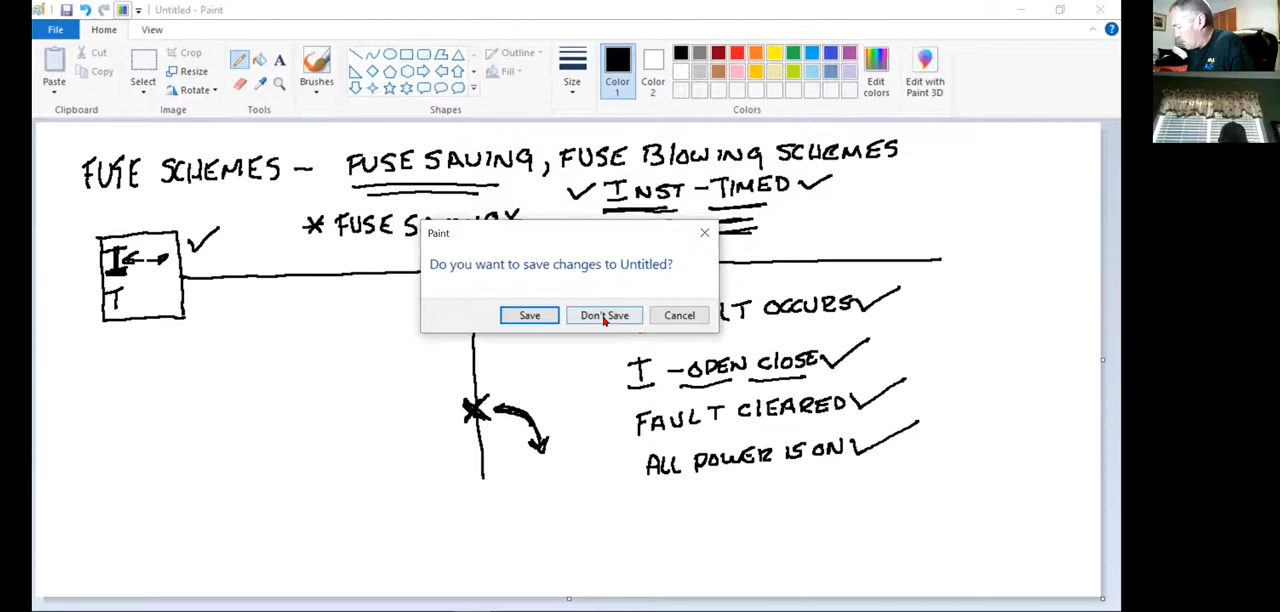 Untitled - Paint
File Home View
Cut
Copy
Paste
Clipboard
Select
Crop
Resize
Rotate
Image
Tools
Brushes
Shapes
Outline
Fill
Size
Color 1
Color 2
Colors
Edit colors
Edit with Paint 3D
FUSE SCHEMES - FUSE SAVING, FUSE BLOWING SCHEMES
INST - TIMED
* FUSE
I
T
Paint
Do you want to save changes to Untitled?
Save Don't Save Cancel
LT OCCURS
I - OPEN CLOSE
FAULT CLEARED
ALL POWER IS ON